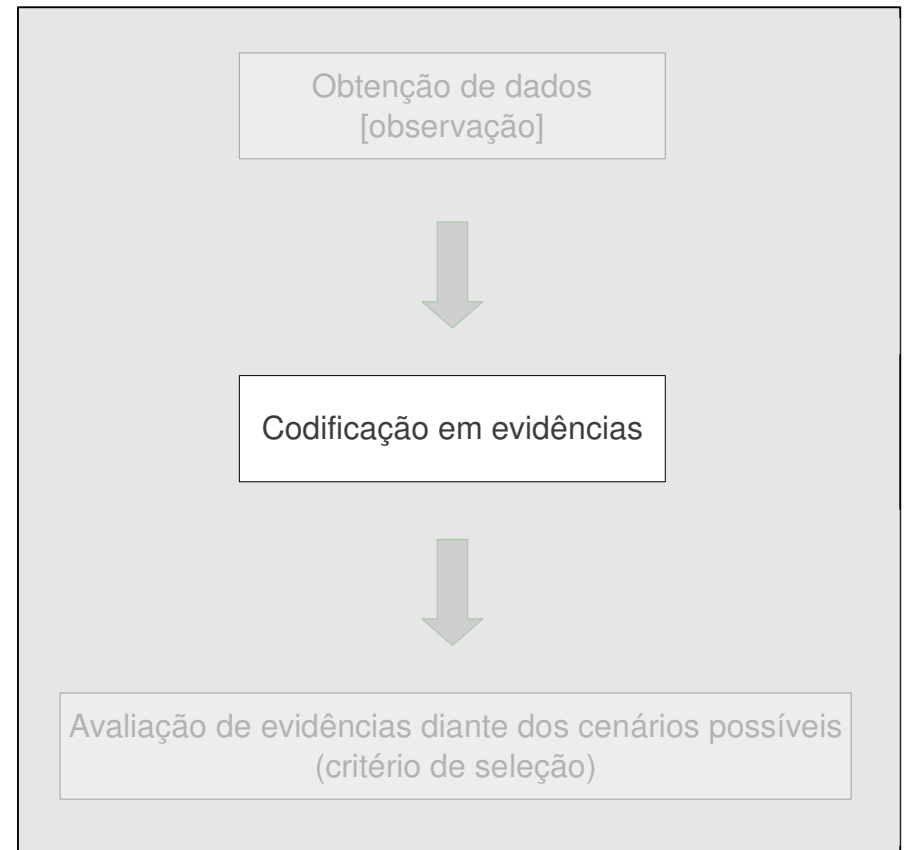 Obtenção de dados
[observação]
Codificação em evidências
Avaliação de evidências diante dos cenários possíveis
(critério de seleção)